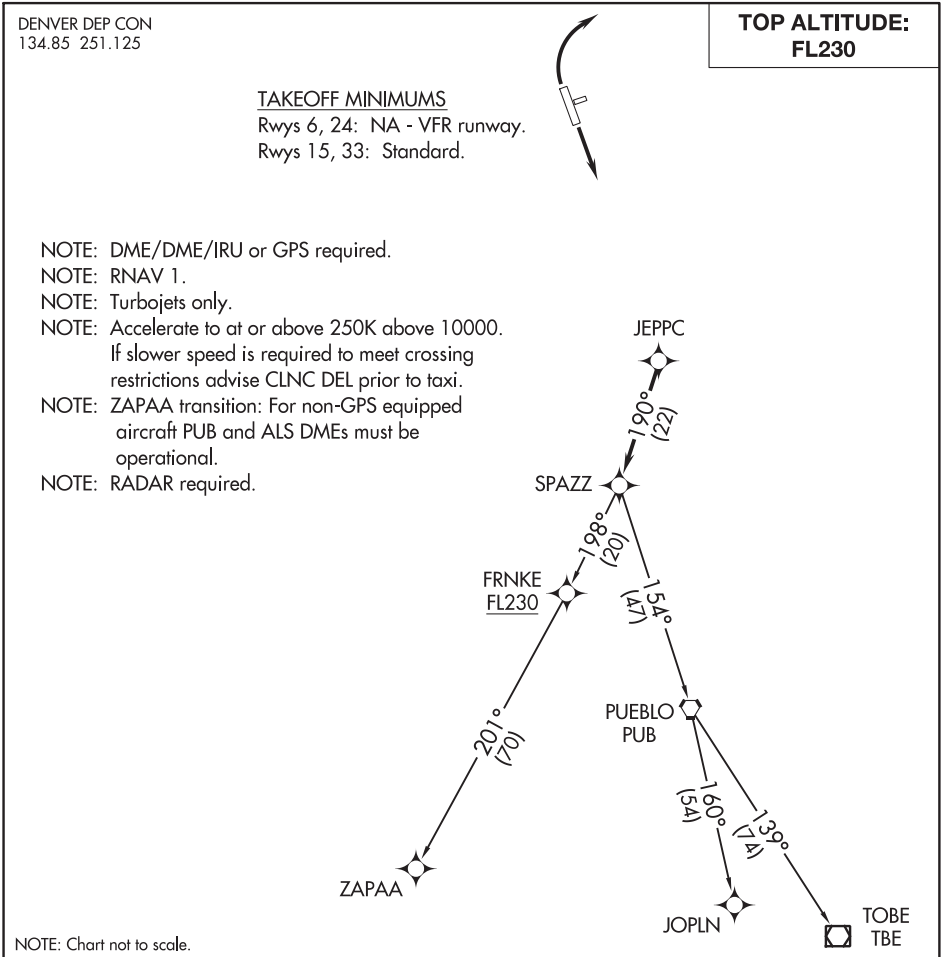 DENVER DEP CON
134.85 251.125
TOP ALTITUDE:
FL230
TAKEOFF MINIMUMS
Rwys 6, 24: NA - VFR runway.
Rwys 15, 33: Standard.
NOTE: DME/DME/IRU or GPS required.
NOTE: RNAV 1.
NOTE: Turbojets only.
NOTE: Accelerate to at or above 250K above 10000.
If slower speed is required to meet crossing
restrictions advise CLNC DEL prior to taxi.
NOTE: ZAPAA transition: For non-GPS equipped
aircraft PUB and ALS DMEs must be
operational.
NOTE: RADAR required.
JEPPC
190°
(22)
SPAZZ
198°
(20)
FRNKE
FL230
154°
(47)
PUEBLO
PUB
201°
(70)
160°
(54)
139°
(74)
ZAPAA
JOPLN
TOBE
TBE
NOTE: Chart not to scale.